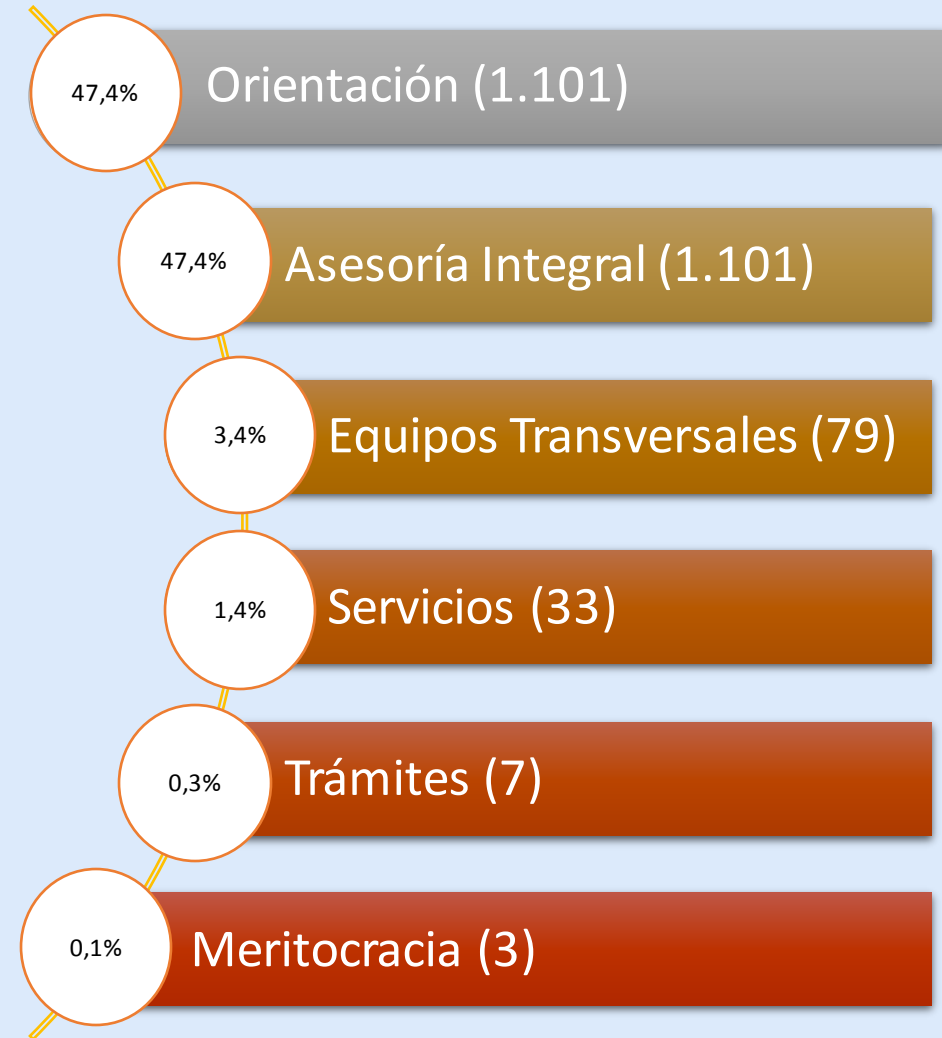 47,4%
Orientación (1.101)
47,4%
Asesoría Integral (1.101)
3,4%
Equipos Transversales (79)
1,4%
Servicios (33)
0,3%
Trámites (7)
0,1%
Meritocracia (3)